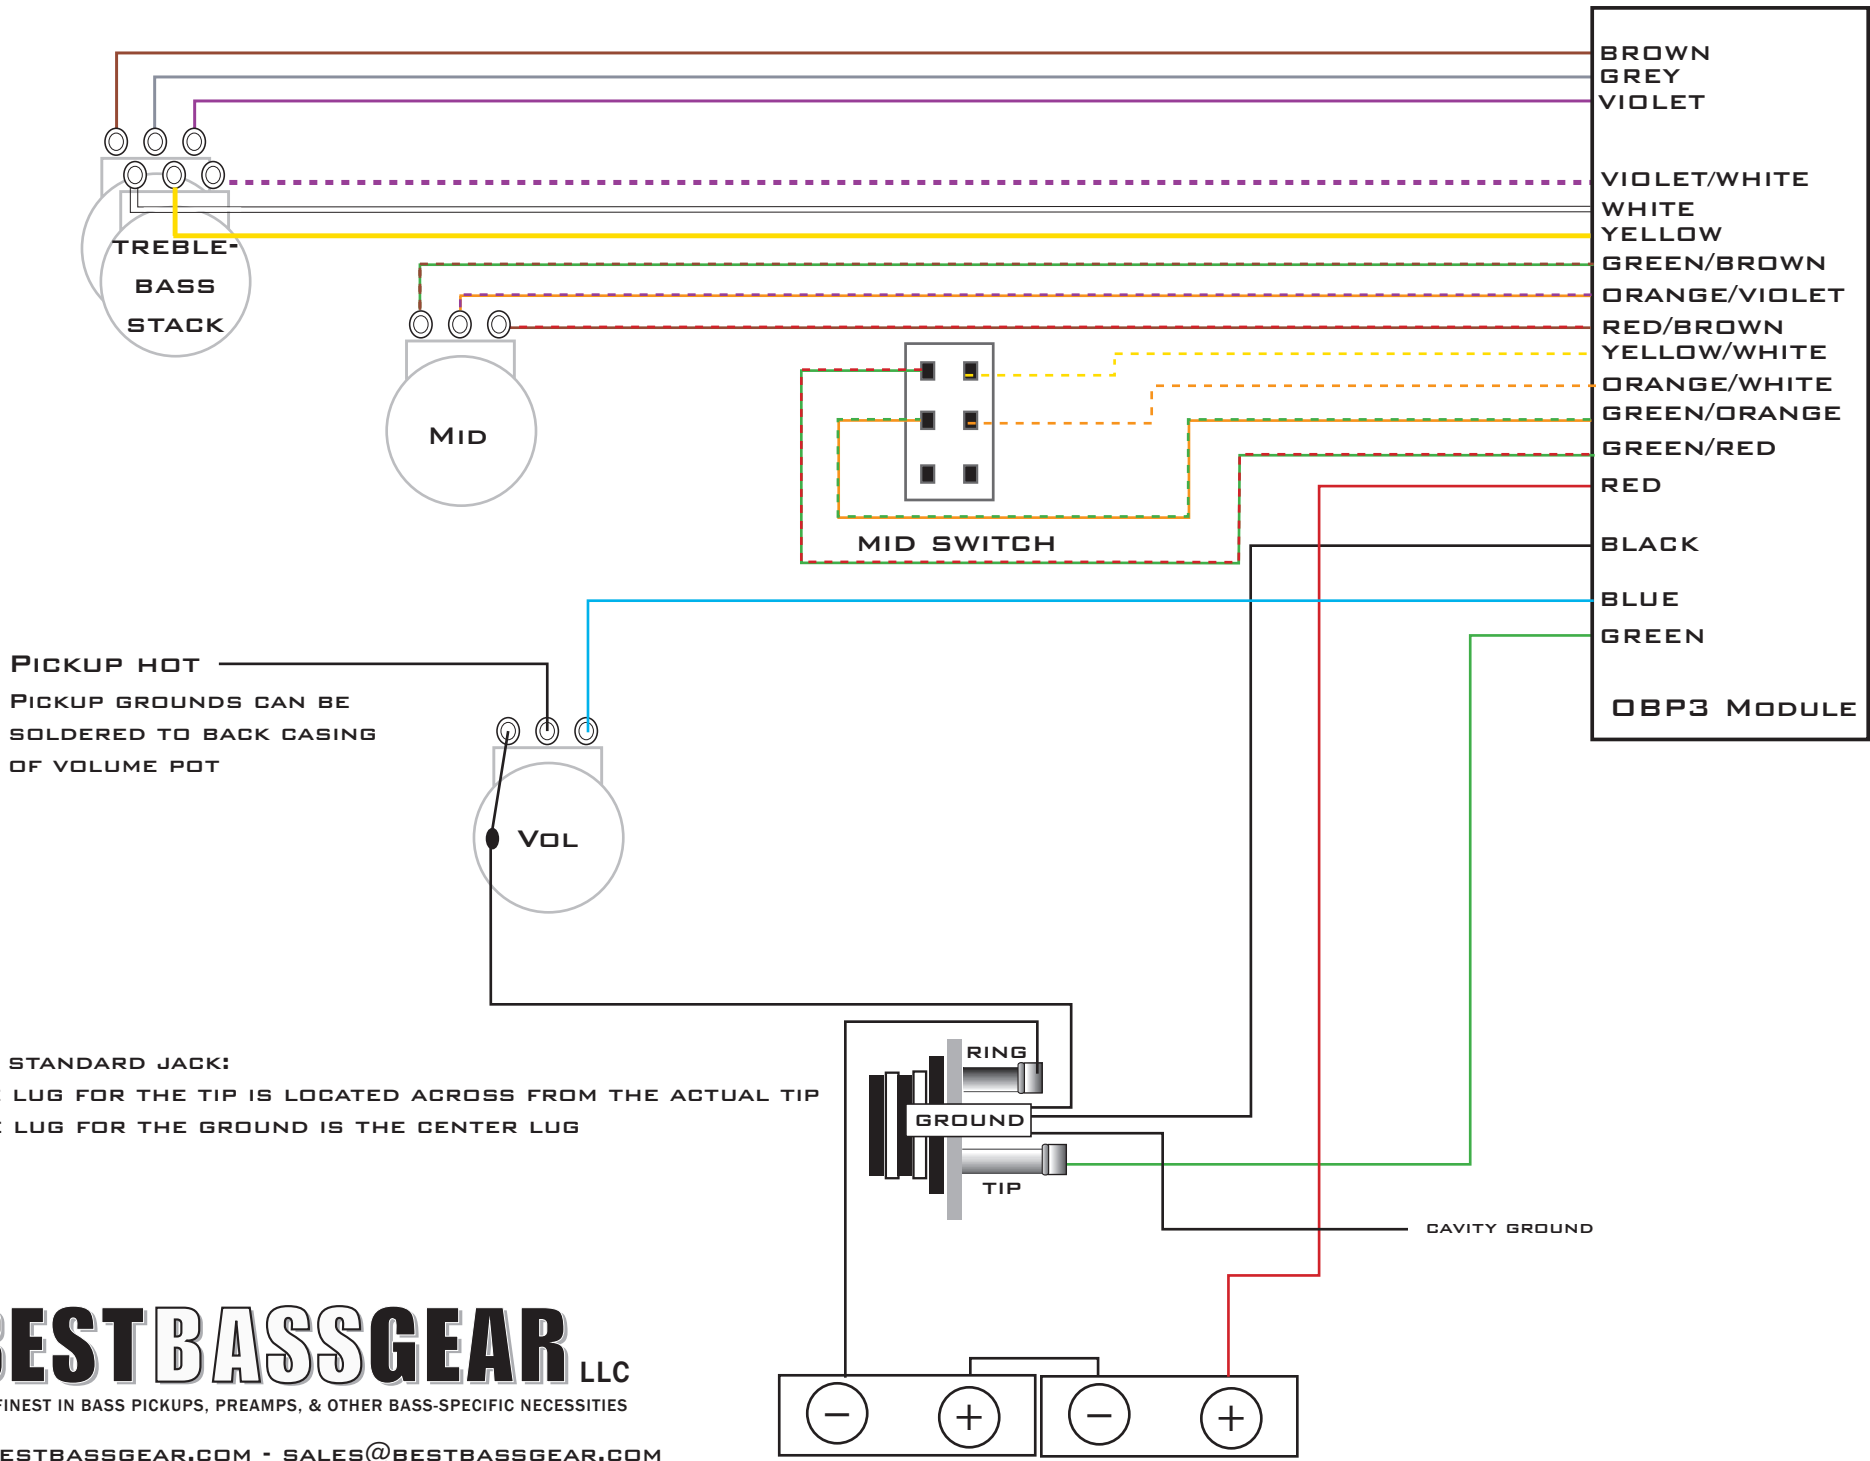 BROWN
GREY
VIOLET
VIOLET/WHITE
WHITE
YELLOW
GREEN/BROWN
ORANGE/VIOLET
RED/BROWN
YELLOW/WHITE
ORANGE/WHITE
GREEN/ORANGE
GREEN/RED
RED
BLACK
BLUE
GREEN
OBP3 MODULE
TREBLE-
BASS
STACK
MID
MID SWITCH
PICKUP HOT
PICKUP GROUNDS CAN BE
SOLDERED TO BACK CASING
OF VOLUME POT
VOL
STANDARD JACK:
LUG FOR THE TIP IS LOCATED ACROSS FROM THE ACTUAL TIP
LUG FOR THE GROUND IS THE CENTER LUG
RING
GROUND
TIP
CAVITY GROUND
BESTBASSGEAR LLC
FINEST IN BASS PICKUPS, PREAMPS, & OTHER BASS-SPECIFIC NECESSITIES
ESTBASSGEAR.COM - SALES@BESTBASSGEAR.COM
− + − +